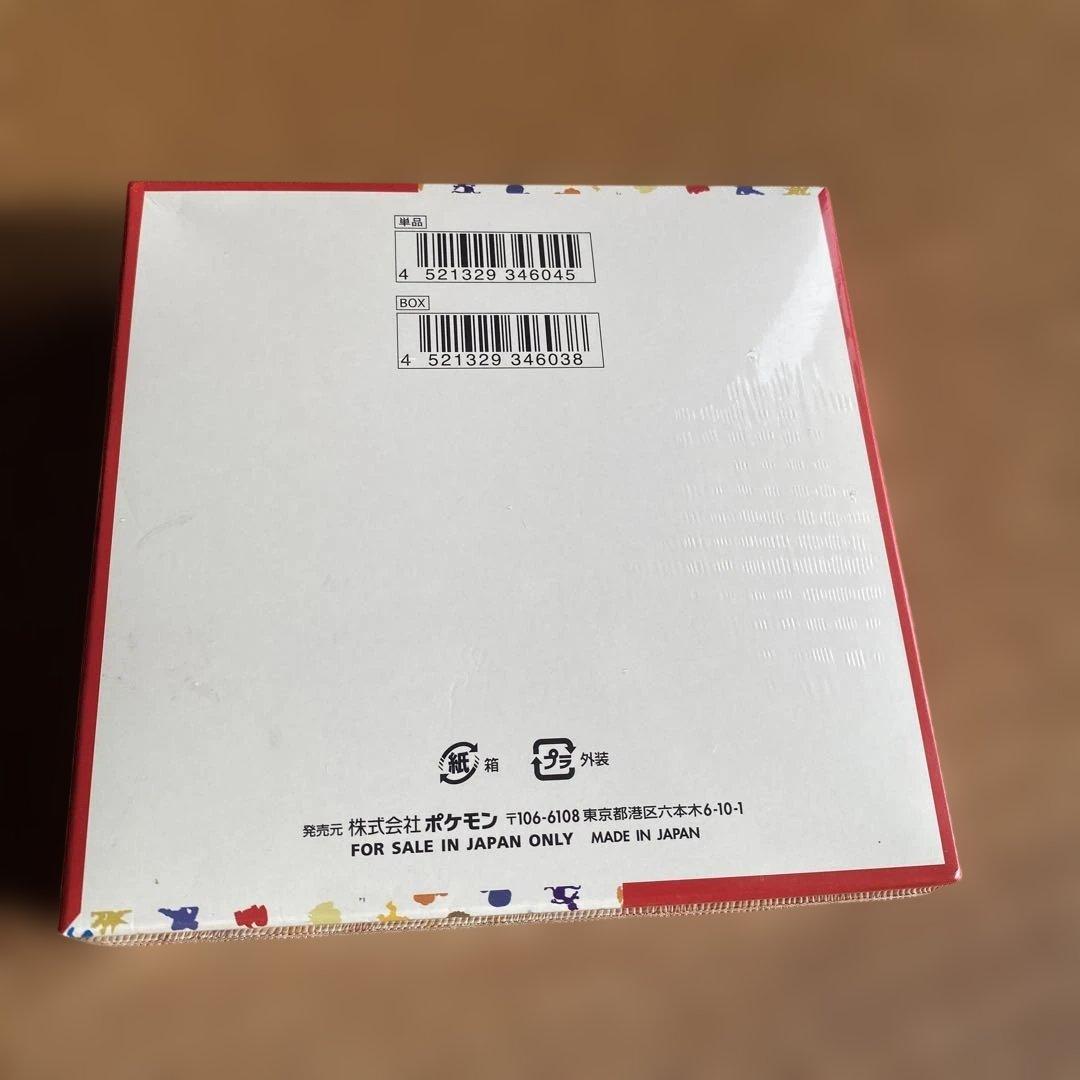 単品
4 521329 346045
BOX
4 521329 346038
紙 箱
プラ 外装
発売元 株式会社ポケモン 〒106-6108 東京都港区六本木6-10-1
FOR SALE IN JAPAN ONLY MADE IN JAPAN